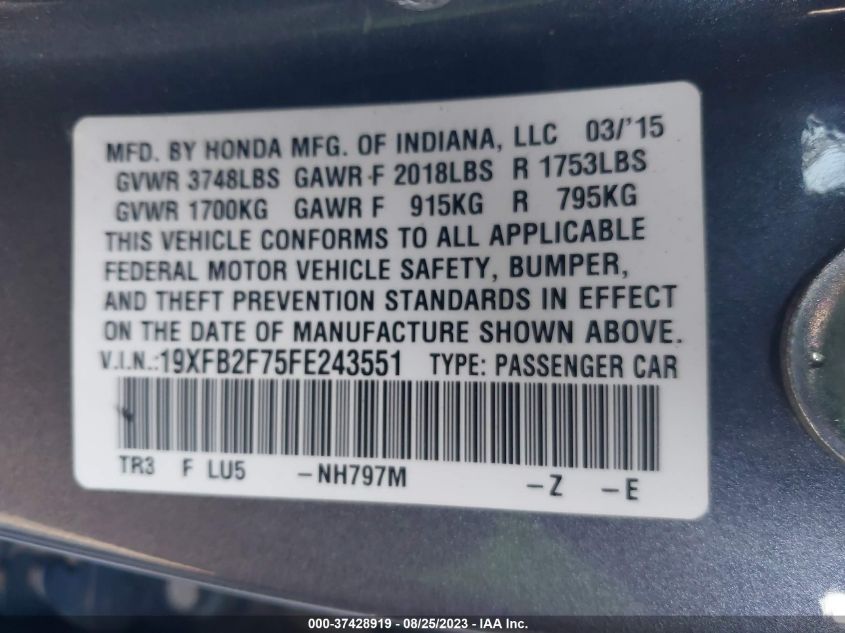 MFD. BY HONDA MFG. OF INDIANA, LLC 03/'15
GVWR 3748LBS GAWR F 2018LBS R 1753LBS
GVWR 1700KG GAWR F 915KG R 795KG
THIS VEHICLE CONFORMS TO ALL APPLICABLE
FEDERAL MOTOR VEHICLE SAFETY, BUMPER,
AND THEFT PREVENTION STANDARDS IN EFFECT
ON THE DATE OF MANUFACTURE SHOWN ABOVE.
V.I.N.:19XFB2F75FE243551 TYPE: PASSENGER CAR
TR3 F LU5 –NH797M –Z –E
000-37428919 - 08/25/2023 - IAA Inc.